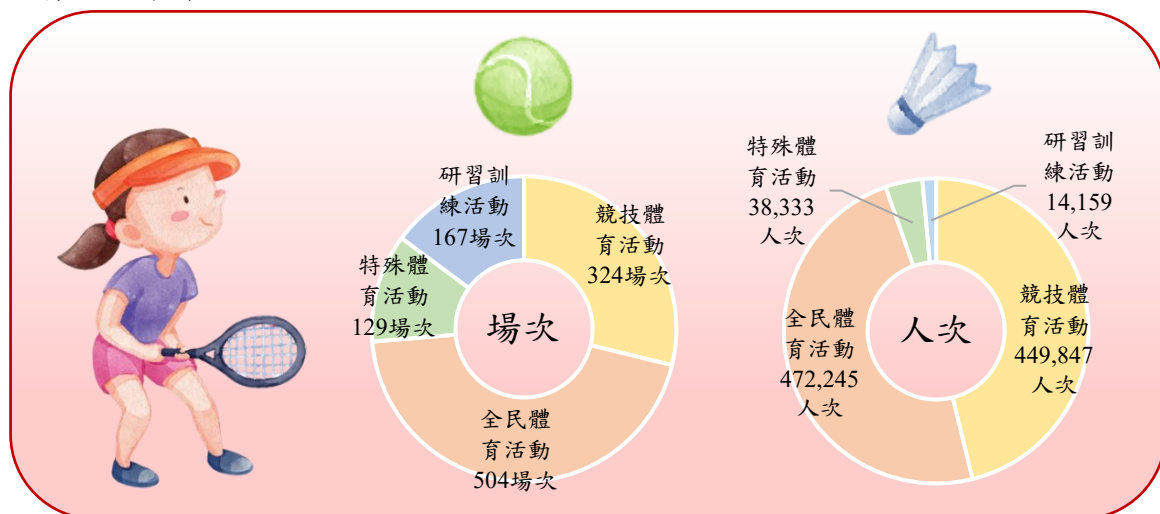 研習訓
練活動
167場次
競技體
育活動
324場次
特殊體
育活動
129場次
場次
全民體
育活動
504場次
特殊體
育活動
38,333
人次
研習訓
練活動
14,159
人次
全民體
育活動
472,245
人次
人次
競技體
育活動
449,847
人次